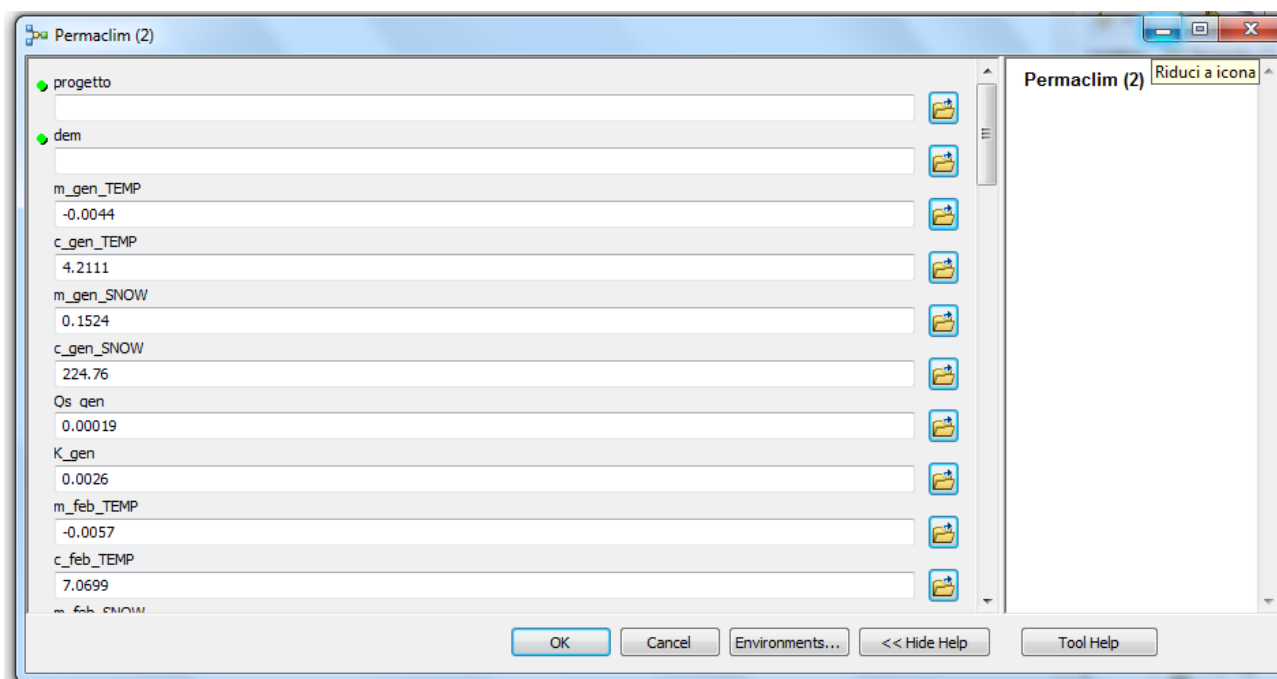 Permaclim (2)
progetto
Permaclim (2)
Riduci a icona
dem
m_gen_TEMP
-0.0044
c_gen_TEMP
4.2111
m_gen_SNOW
0.1524
c_gen_SNOW
224.76
Qs_gen
0.00019
K_gen
0.0026
m_feb_TEMP
-0.0057
c_feb_TEMP
7.0699
m_feb_SNOW
OK
Cancel
Environments...
<< Hide Help
Tool Help